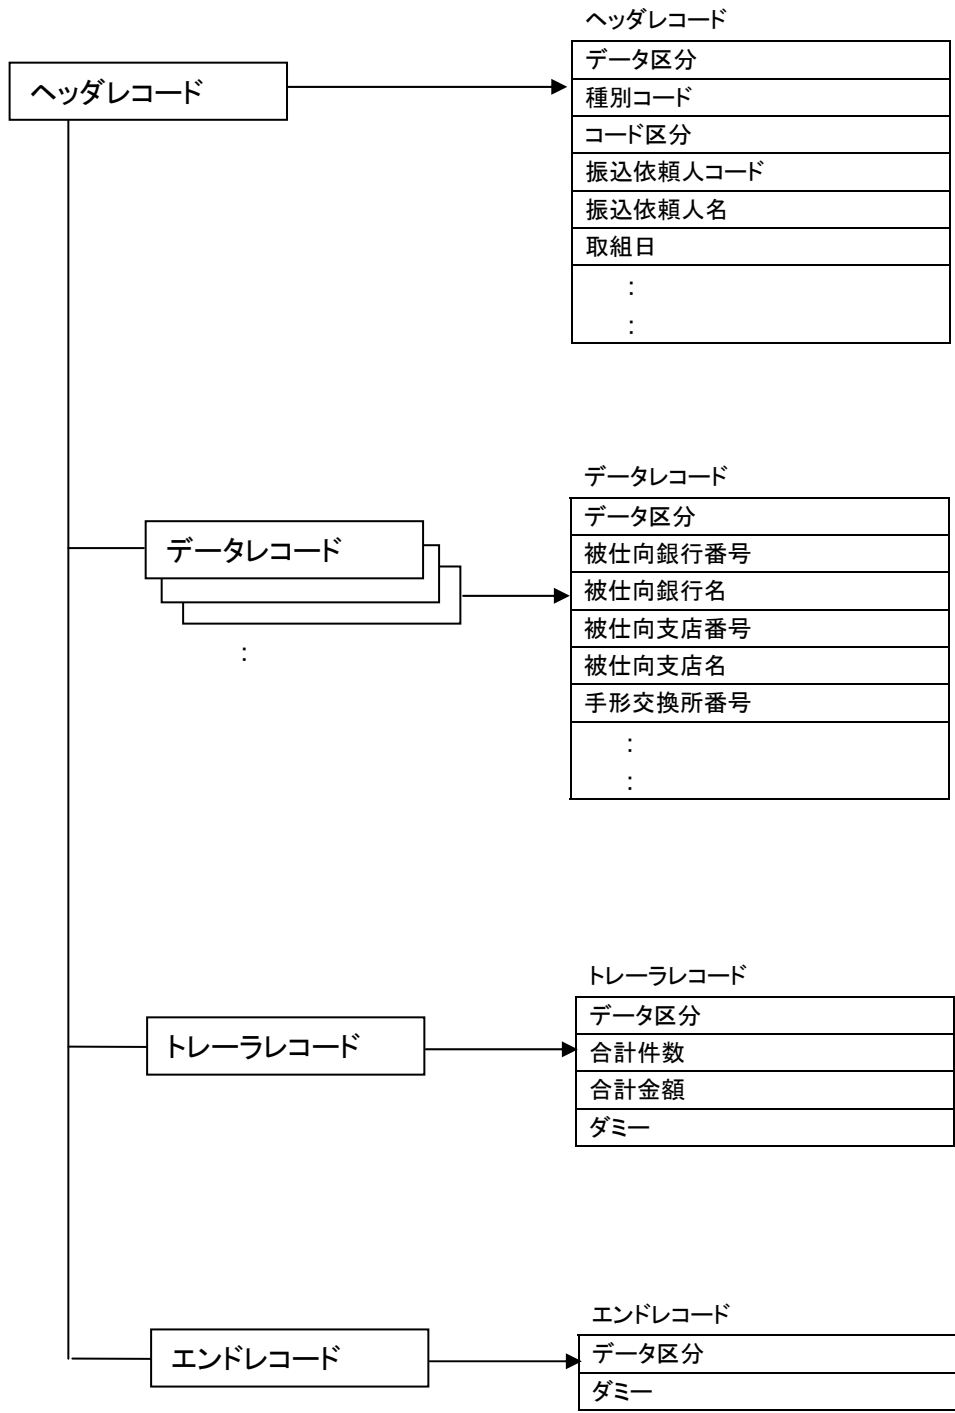 ヘッダレコード
ヘッダレコード
データ区分
種別コード
コード区分
振込依頼人コード
振込依頼人名
取組日
:
:
データレコード
:
データレコード
データ区分
被仕向銀行番号
被仕向銀行名
被仕向支店番号
被仕向支店名
手形交換所番号
:
:
トレーラレコード
トレーラレコード
データ区分
合計件数
合計金額
ダミー
エンドレコード
エンドレコード
データ区分
ダミー